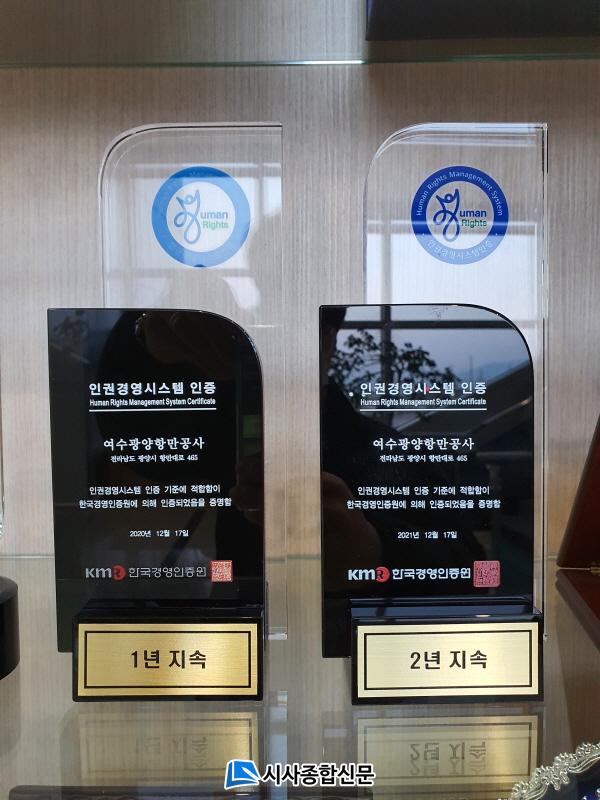 uman
Rights
인권경영시스템 인증
Human Rights Management System Certificate
여수광양항만공사
전라남도 광양시 항만대로 465
인권경영시스템 인증 기준에 적합함이
한국경영인증원에 의해 인증되었음을 증명함
2020년 12월 17일
KMR 한국경영인증원
1년 지속
Human Rights Management System
uman
Rights
인권경영시스템인증
인권경영시스템 인증
Human Rights Management System Certificate
여수광양항만공사
전라남도 광양시 항만대로 465
인권경영시스템 인증 기준에 적합함이
한국경영인증원에 의해 인증되었음을 증명함
2021년 12월 17일
KMR 한국경영인증원
2년 지속
시사종합신문